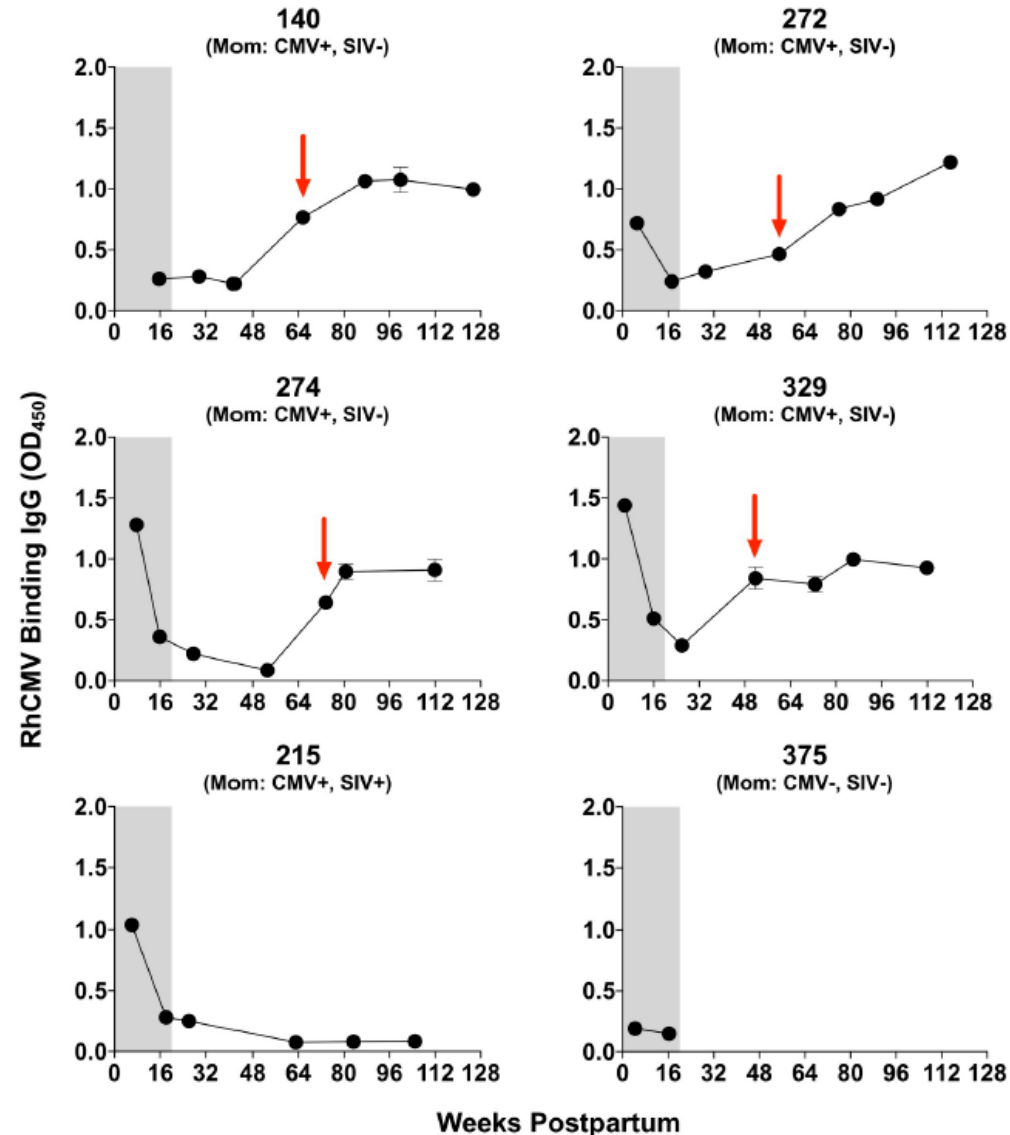 140
(Mom: CMV+, SIV-)
2.0
1.5
1.0
0.5
0.0
0 16 32 48 64 80 96 112 128
272
(Mom: CMV+, SIV-)
2.0
1.5
1.0
0.5
0.0
0 16 32 48 64 80 96 112 128
RhCMV Binding IgG (OD450)
274
(Mom: CMV+, SIV-)
2.0
1.5
1.0
0.5
0.0
0 16 32 48 64 80 96 112 128
329
(Mom: CMV+, SIV-)
2.0
1.5
1.0
0.5
0.0
0 16 32 48 64 80 96 112 128
215
(Mom: CMV+, SIV+)
2.0
1.5
1.0
0.5
0.0
0 16 32 48 64 80 96 112 128
375
(Mom: CMV-, SIV-)
2.0
1.5
1.0
0.5
0.0
0 16 32 48 64 80 96 112 128
Weeks Postpartum